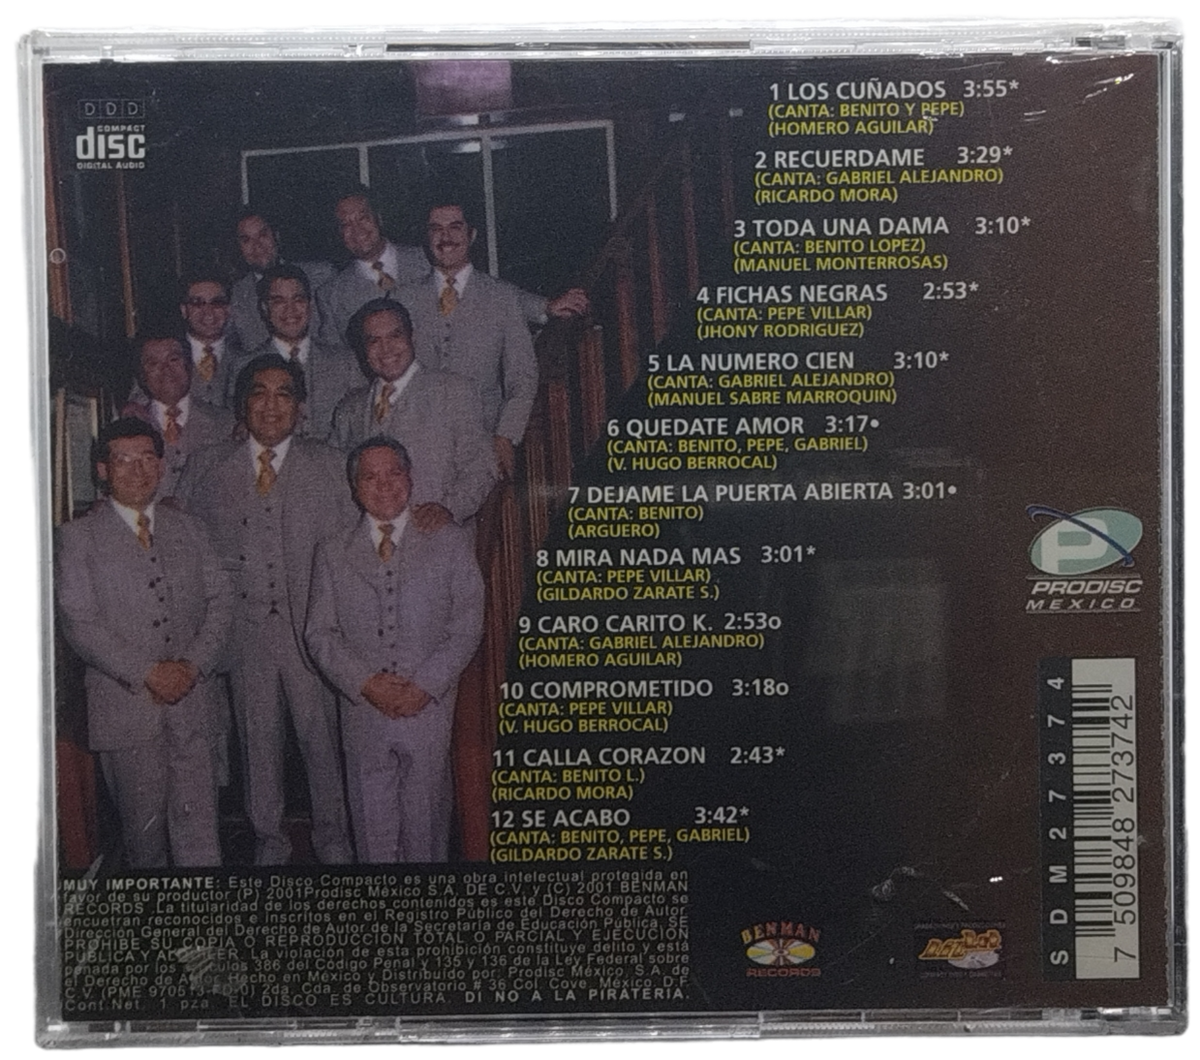 DDD
COMPACT
disc
DIGITAL AUDIO
1 LOS CUÑADOS 3:55*
(CANTA: BENITO Y PEPE)
(HOMERO AGUILAR)
2 RECUERDAME 3:29*
(CANTA: GABRIEL ALEJANDRO)
(RICARDO MORA)
3 TODA UNA DAMA 3:10*
(CANTA: BENITO LOPEZ)
(MANUEL MONTERROSAS)
4 FICHAS NEGRAS 2:53*
(CANTA: PEPE VILLAR)
(JHONY RODRIGUEZ)
5 LA NUMERO CIEN 3:10*
(CANTA: GABRIEL ALEJANDRO)
(MANUEL SABRE MARROQUIN)
6 QUEDATE AMOR 3:17•
(CANTA: BENITO, PEPE, GABRIEL)
(V. HUGO BERROCAL)
7 DEJAME LA PUERTA ABIERTA 3:01•
(CANTA: BENITO)
(ARGUERO)
8 MIRA NADA MAS 3:01*
(CANTA: PEPE VILLAR)
(GILDARDO ZARATE S.)
9 CARO CARITO K. 2:53o
(CANTA: GABRIEL ALEJANDRO)
(HOMERO AGUILAR)
10 COMPROMETIDO 3:18o
(CANTA: PEPE VILLAR)
(V. HUGO BERROCAL)
11 CALLA CORAZON 2:43*
(CANTA: BENITO L.)
(RICARDO MORA)
12 SE ACABO 3:42*
(CANTA: BENITO, PEPE, GABRIEL)
(GILDARDO ZARATE S.)
P
PRODISC
MEXICO
SDM27374
7 509848 273742
MUY IMPORTANTE: Este Disco Compacto es una obra intelectual protegida en
favor de su productor (P) 2001Prodisc México S.A. DE C.V. y (C) 2001 BENMAN
RECORDS .La titularidad de los derechos contenidos es este Disco Compacto se
encuetran reconocidos e inscritos en el Registro Público del Derecho de Autor,
Dirección General del Derecho de Autor de la Secretaría de Educación Pública. SE
PROHIBE SU COPIA O REPRODUCCION TOTAL O PARCIAL Y EJECUCION
PUBLICA Y . La violación de esta prohibición constituye delito y está
penada por los 386 del Código Penal y 135 y 136 de la Ley Federal sobre
el Derecho de Autor. Hecho en México y Distribuido por: Prodisc México, S.A. de
C.V. 2da. Cda. de Observatorio # 36 Col. Cove, México, D.F.
Cont.Net. 1 pza. EL DISCO ES CULTURA. DI NO A LA PIRATERIA.
BENMAN
RECORDS